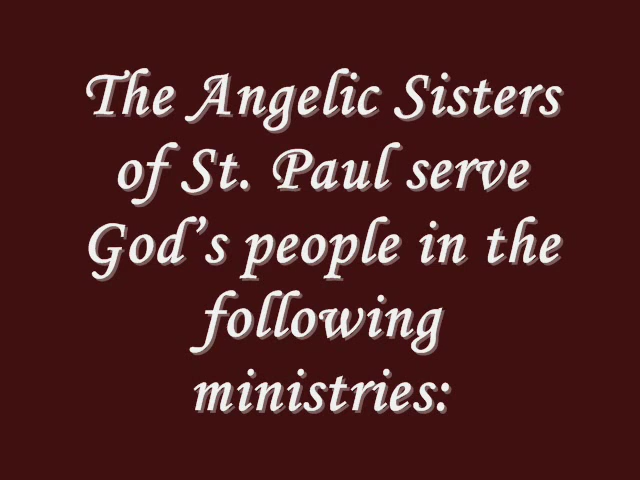 The Angelic Sisters
of St. Paul serve
God’s people in the
following
ministries: